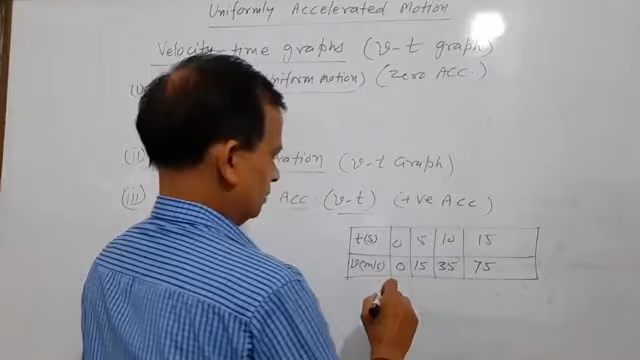 Uniformly Accelerated Motion
Velocity-time graphs (v-t graph)
(i) niform motion) (Zero Acc.)
(ii) ration (v-t Graph)
(iii) Acc. (v-t) (+ve Acc)
t(s) 0 5 10 15
v(m/s) 0 15 35 75